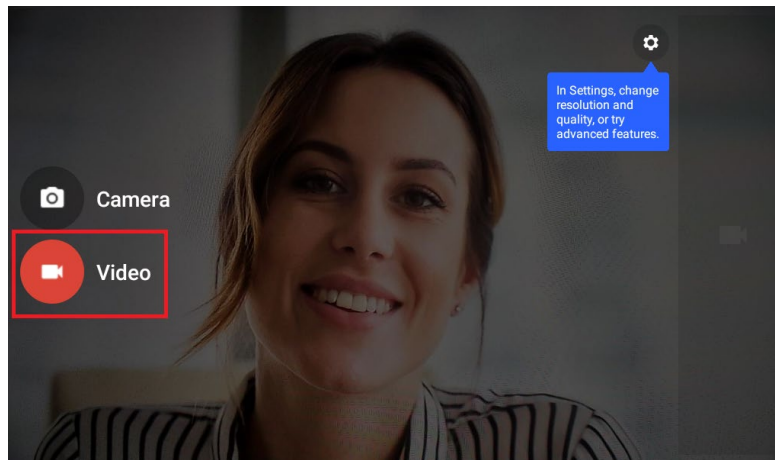 In Settings, change
resolution and
quality, or try
advanced features.
Camera
Video